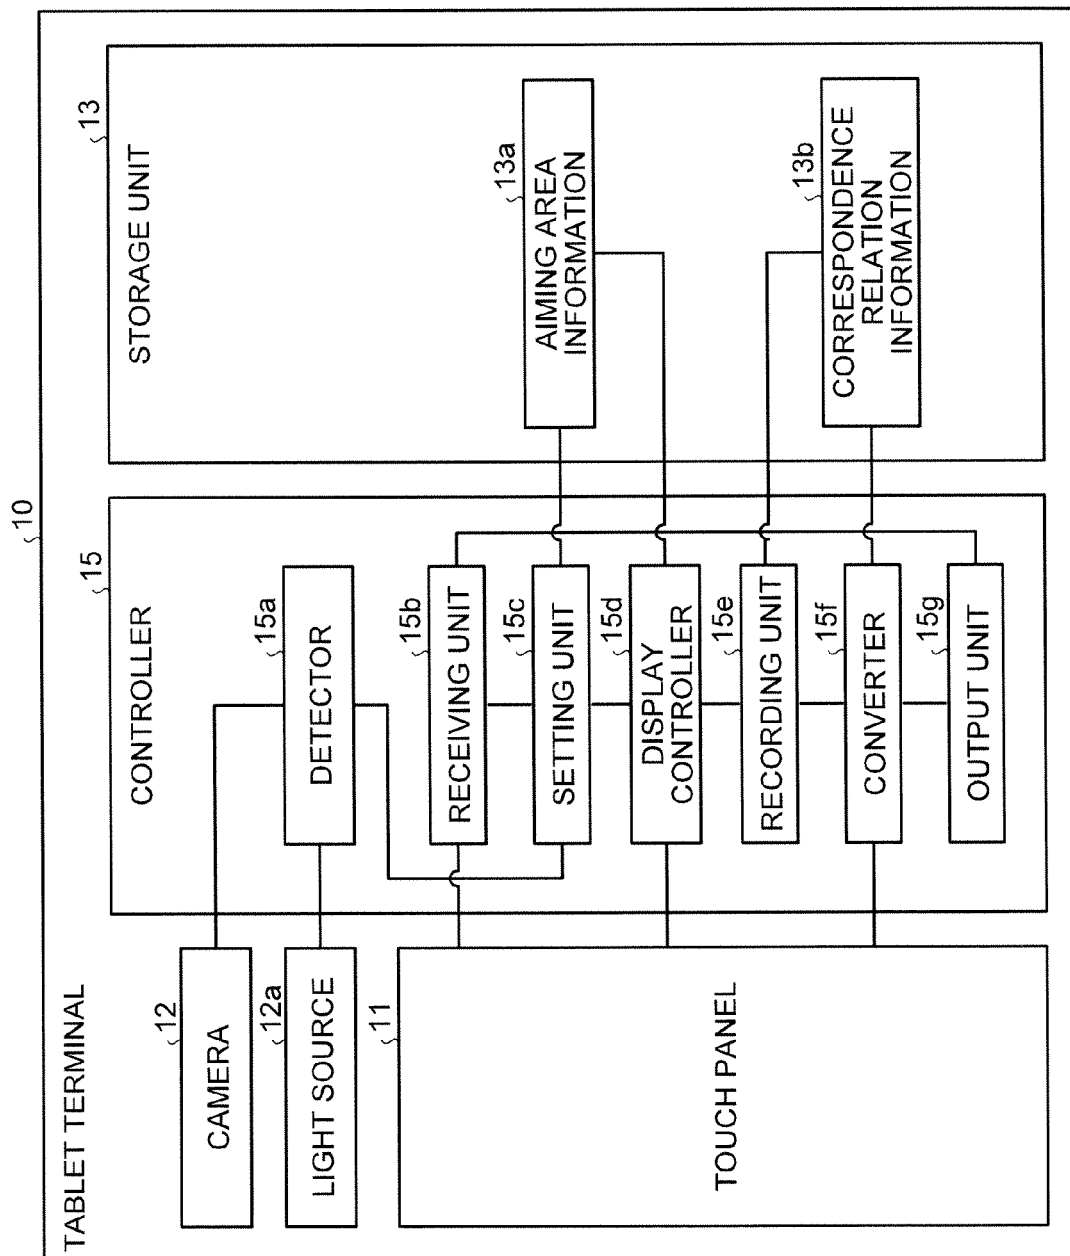 10
TABLET TERMINAL
12
CAMERA
12a
LIGHT SOURCE
11
TOUCH PANEL
15
CONTROLLER
15a
DETECTOR
15b
RECEIVING UNIT
15c
SETTING UNIT
15d
DISPLAY
CONTROLLER
15e
RECORDING UNIT
15f
CONVERTER
15g
OUTPUT UNIT
13
STORAGE UNIT
13a
AIMING AREA
INFORMATION
13b
CORRESPONDENCE
RELATION
INFORMATION